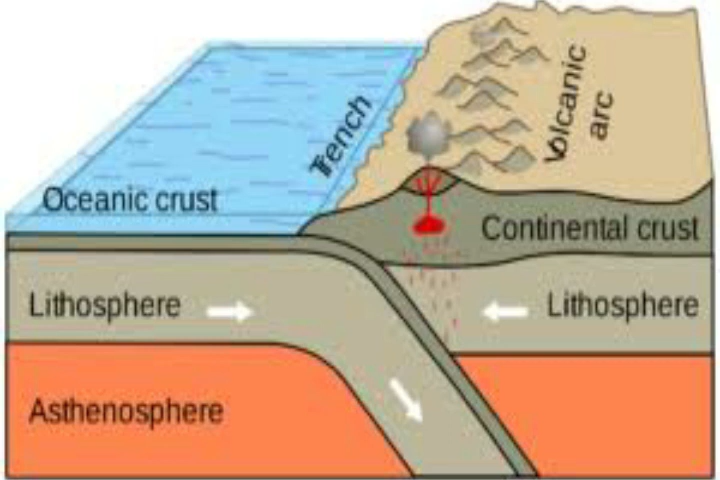 Trench
Volcanic
arc
Oceanic crust
Continental crust
Lithosphere
Lithosphere
Asthenosphere